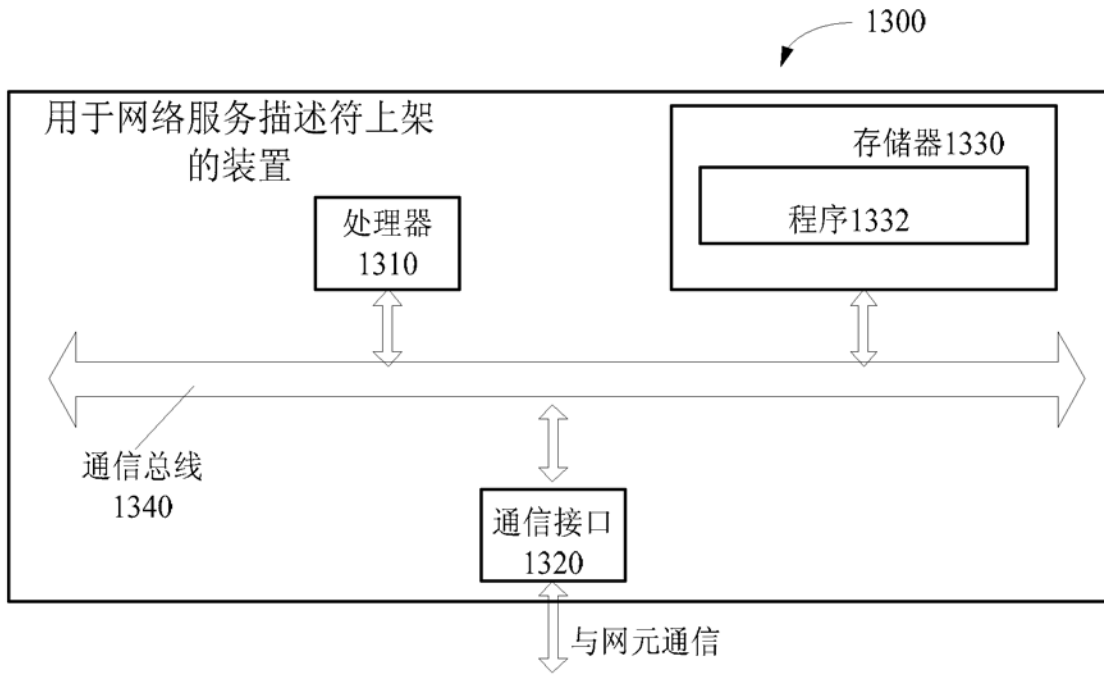 1300
用于网络服务描述符上架
的装置
存储器1330
程序1332
处理器
1310
通信总线
1340
通信接口
1320
与网元通信